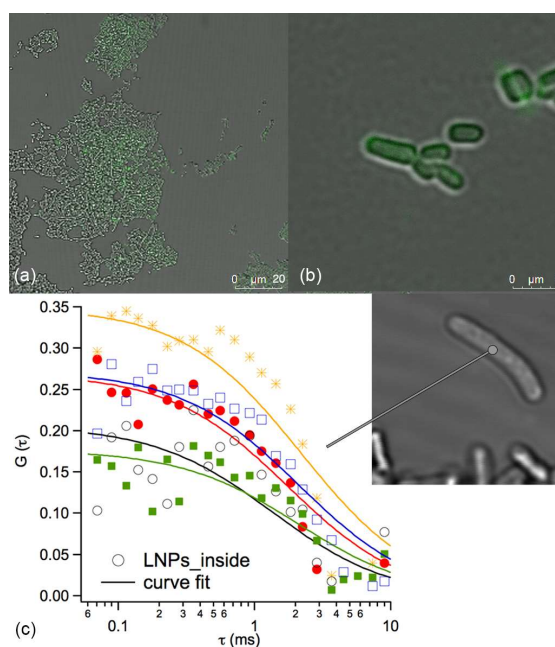 (a)
0 μm 20
(b)
0 μm
0.35
0.30
0.25
0.20
0.15
0.10
0.05
0.00
G (τ)
LNPs_inside
curve fit
6 2 3 4 5 6 2 3 4 5 6
0.1 1 10
τ (ms)
(c)